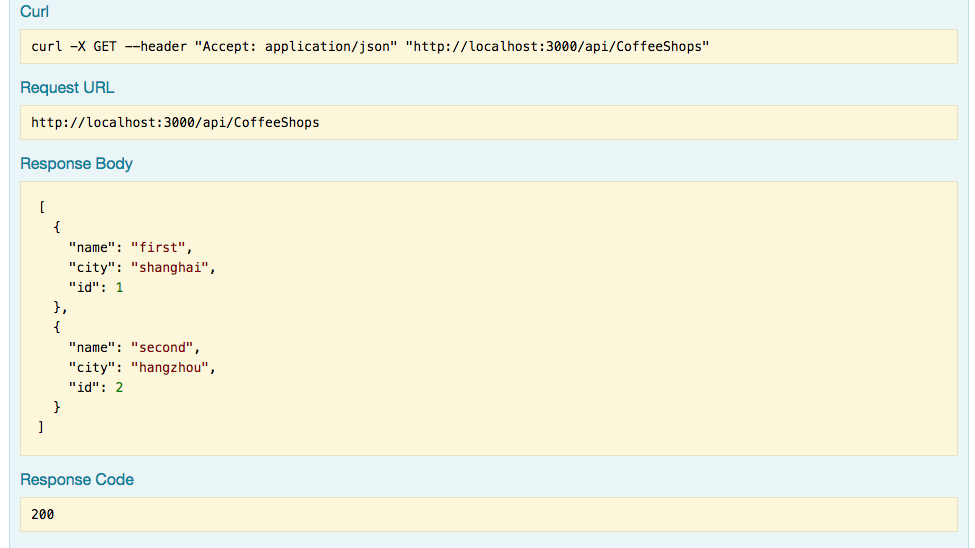 Curl
curl -X GET --header "Accept: application/json" "http://localhost:3000/api/CoffeeShops"
Request URL
http://localhost:3000/api/CoffeeShops
Response Body
[
  {
    "name": "first",
    "city": "shanghai",
    "id": 1
  },
  {
    "name": "second",
    "city": "hangzhou",
    "id": 2
  }
]
Response Code
200